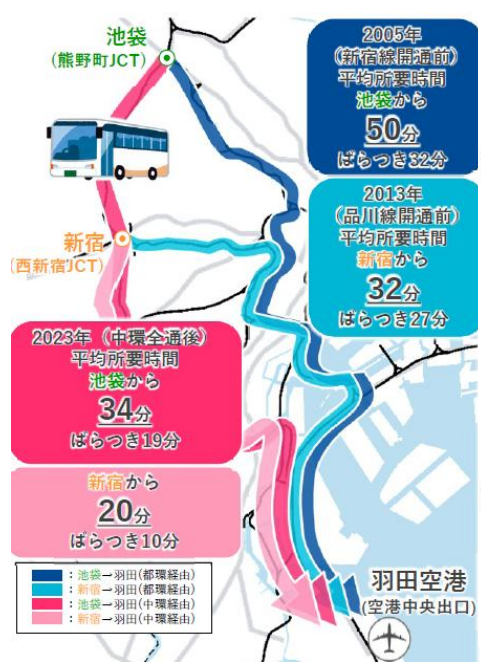 池袋
(熊野町JCT)
2005年
(新宿線開通前)
平均所要時間
池袋から
50分
ばらつき32分
2013年
(品川線開通前)
平均所要時間
新宿から
32分
ばらつき27分
新宿
(西新宿JCT)
2023年（中環全通後）
平均所要時間
池袋から
34分
ばらつき19分
新宿から
20分
ばらつき10分
：池袋→羽田(都環経由)
：新宿→羽田(都環経由)
：池袋→羽田(中環経由)
：新宿→羽田(中環経由)
羽田空港
(空港中央出口)